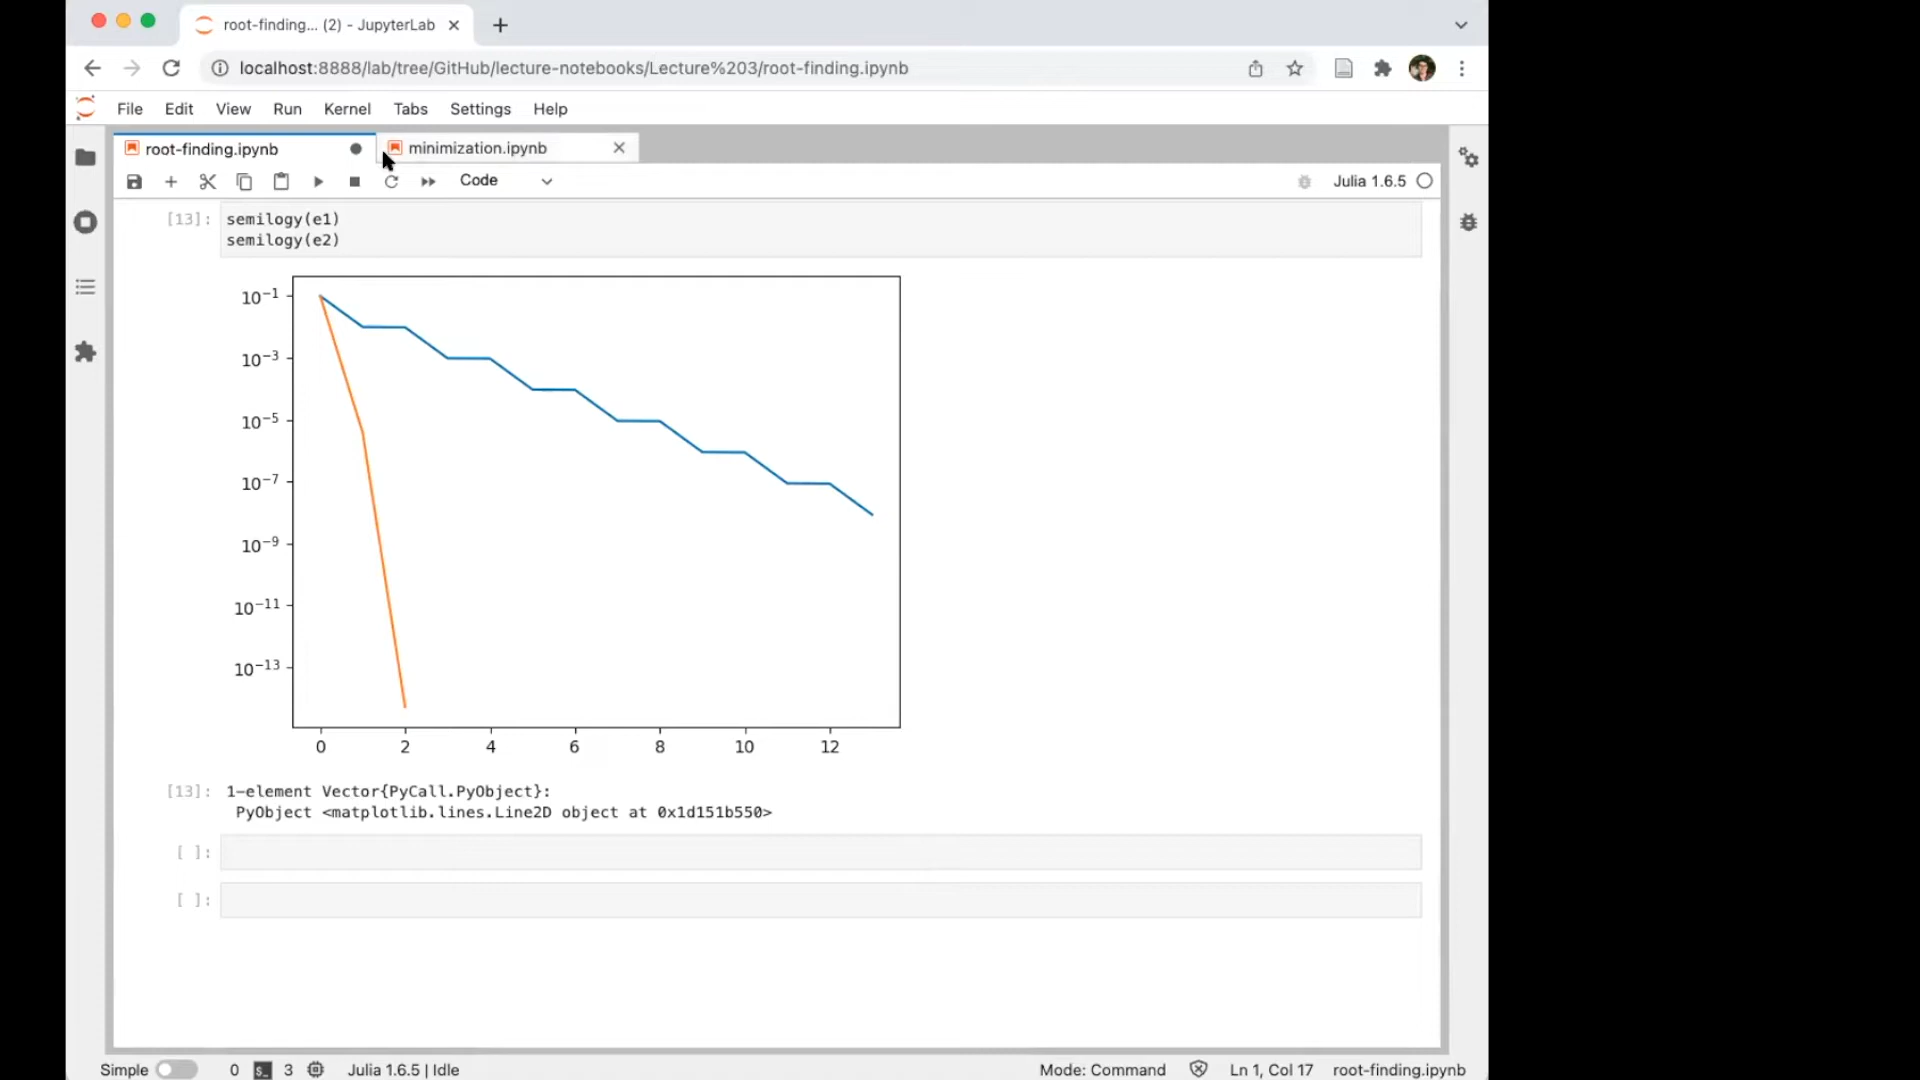 root-finding... (2) - JupyterLab
localhost:8888/lab/tree/GitHub/lecture-notebooks/Lecture%203/root-finding.ipynb
File Edit View Run Kernel Tabs Settings Help
root-finding.ipynb
minimization.ipynb
Code
Julia 1.6.5
[13]: semilogy(e1)
semilogy(e2)
10−1
10−3
10−5
10−7
10−9
10−11
10−13
0 2 4 6 8 10 12
[13]: 1-element Vector{PyCall.PyObject}:
PyObject <matplotlib.lines.Line2D object at 0x1d151b550>
[ ]:
[ ]:
Simple 0 $_ 3 Julia 1.6.5 | Idle Mode: Command Ln 1, Col 17 root-finding.ipynb